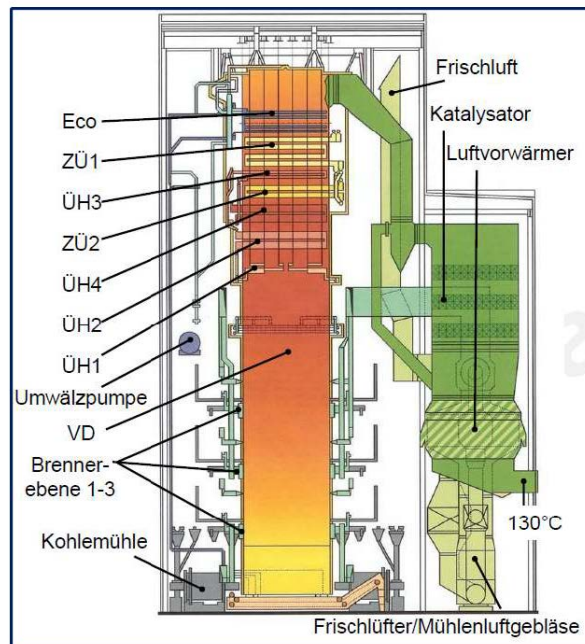 Frischluft
Eco
Katalysator
ZÜ1
Luftvorwärmer
ÜH3
ZÜ2
ÜH4
ÜH2
ÜH1
Umwälzpumpe
VD
Brenner-
ebene 1-3
130°C
Kohlemühle
Frischlüfter/Mühlenluftgebläse